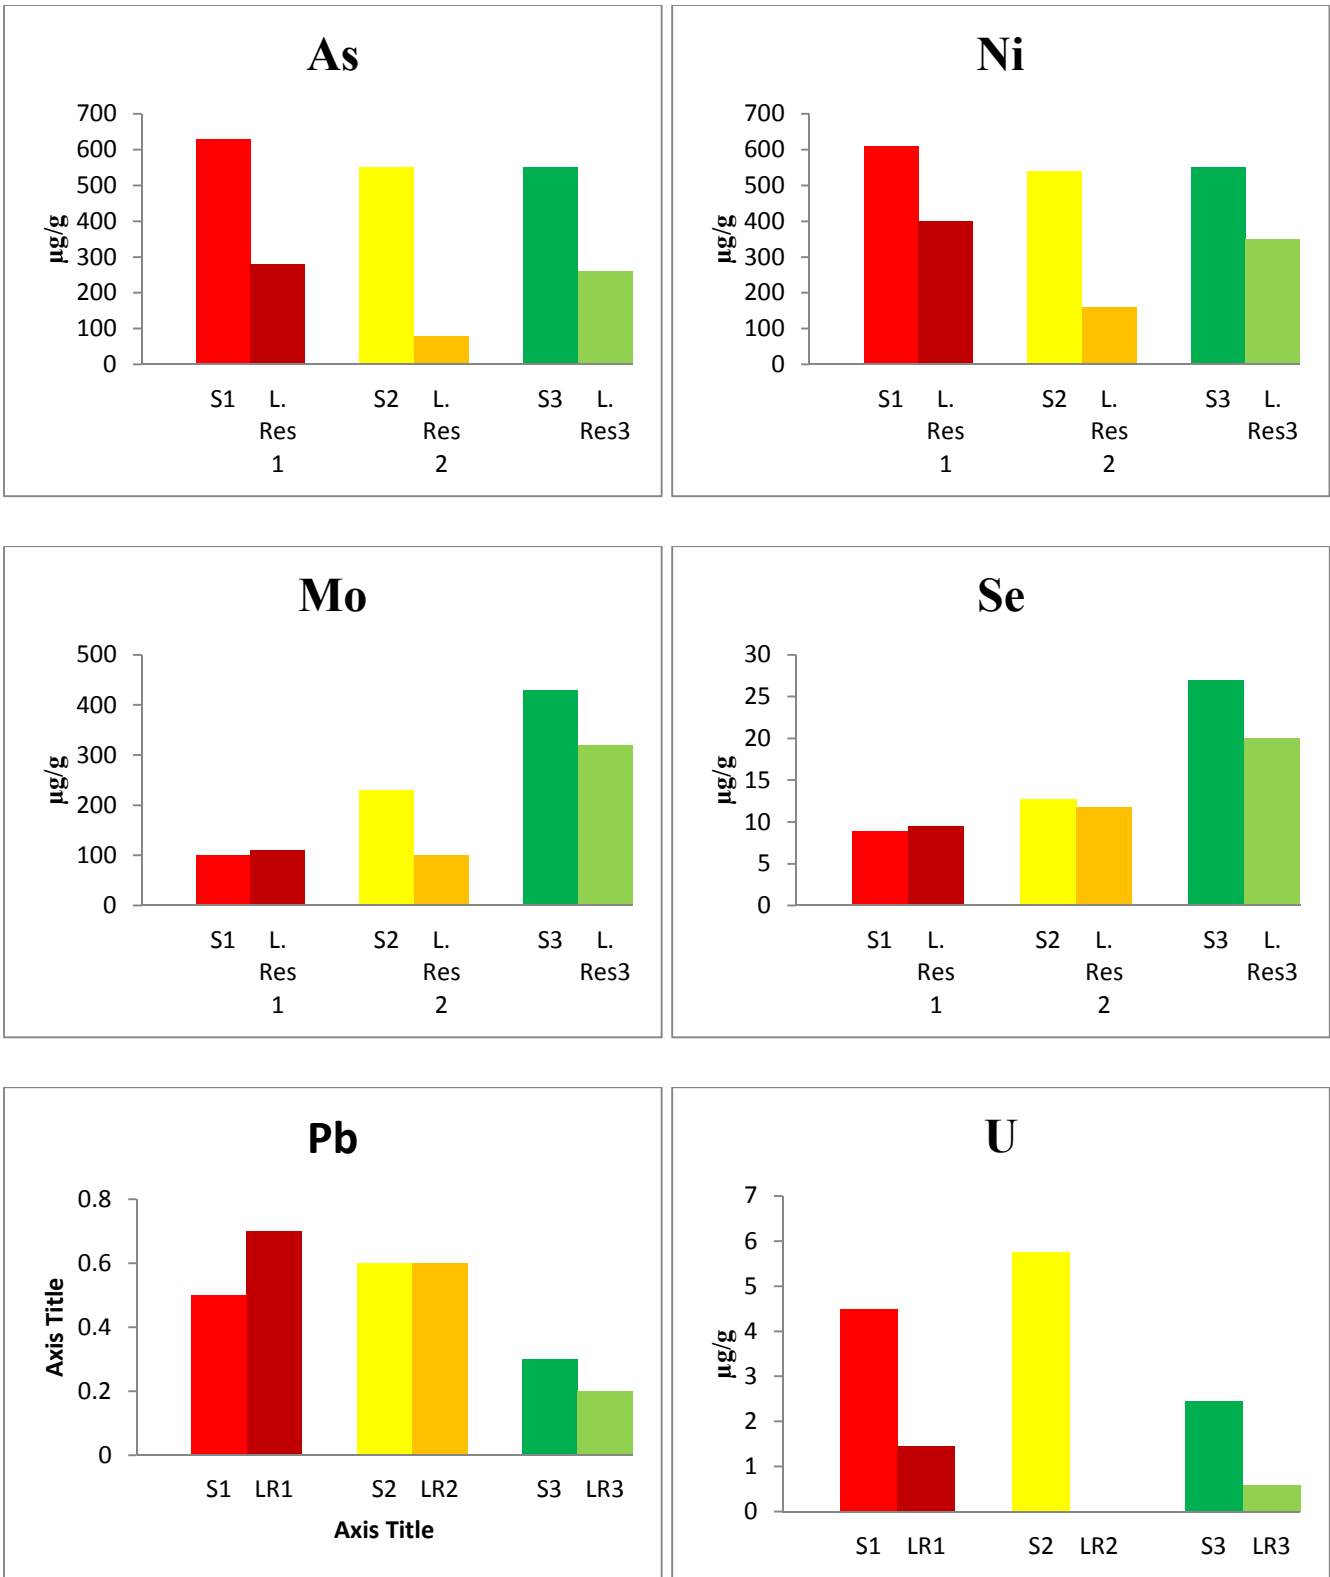 As
700
600
500
400
300
200
100
0
µg/g
S1 L. S2 L. S3 L.
Res Res Res3
1 2
Ni
700
600
500
400
300
200
100
0
µg/g
S1 L. S2 L. S3 L.
Res Res Res3
1 2
Mo
500
400
300
200
100
0
µg/g
S1 L. S2 L. S3 L.
Res Res Res3
1 2
Se
30
25
20
15
10
5
0
µg/g
S1 L. S2 L. S3 L.
Res Res Res3
1 2
Pb
0.8
0.6
0.4
0.2
0
Axis Title
S1 LR1 S2 LR2 S3 LR3
Axis Title
U
7
6
5
4
3
2
1
0
µg/g
S1 LR1 S2 LR2 S3 LR3